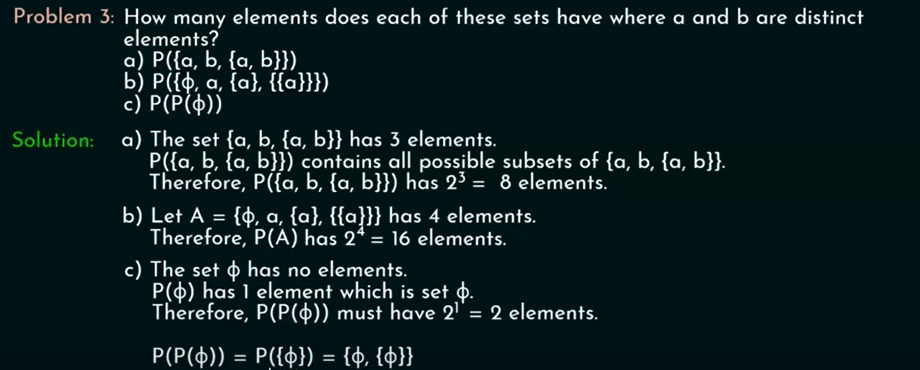 Problem 3: How many elements does each of these sets have where a and b are distinct
elements?
a) P({a, b, {a, b}})
b) P({ϕ, a, {a}, {{a}}})
c) P(P(ϕ))
Solution: a) The set {a, b, {a, b}} has 3 elements.
P({a, b, {a, b}}) contains all possible subsets of {a, b, {a, b}}.
Therefore, P({a, b, {a, b}}) has 2³ = 8 elements.
b) Let A = {ϕ, a, {a}, {{a}}} has 4 elements.
Therefore, P(A) has 2⁴ = 16 elements.
c) The set ϕ has no elements.
P(ϕ) has 1 element which is set ϕ.
Therefore, P(P(ϕ)) must have 2¹ = 2 elements.
P(P(ϕ)) = P({ϕ}) = {ϕ, {ϕ}}